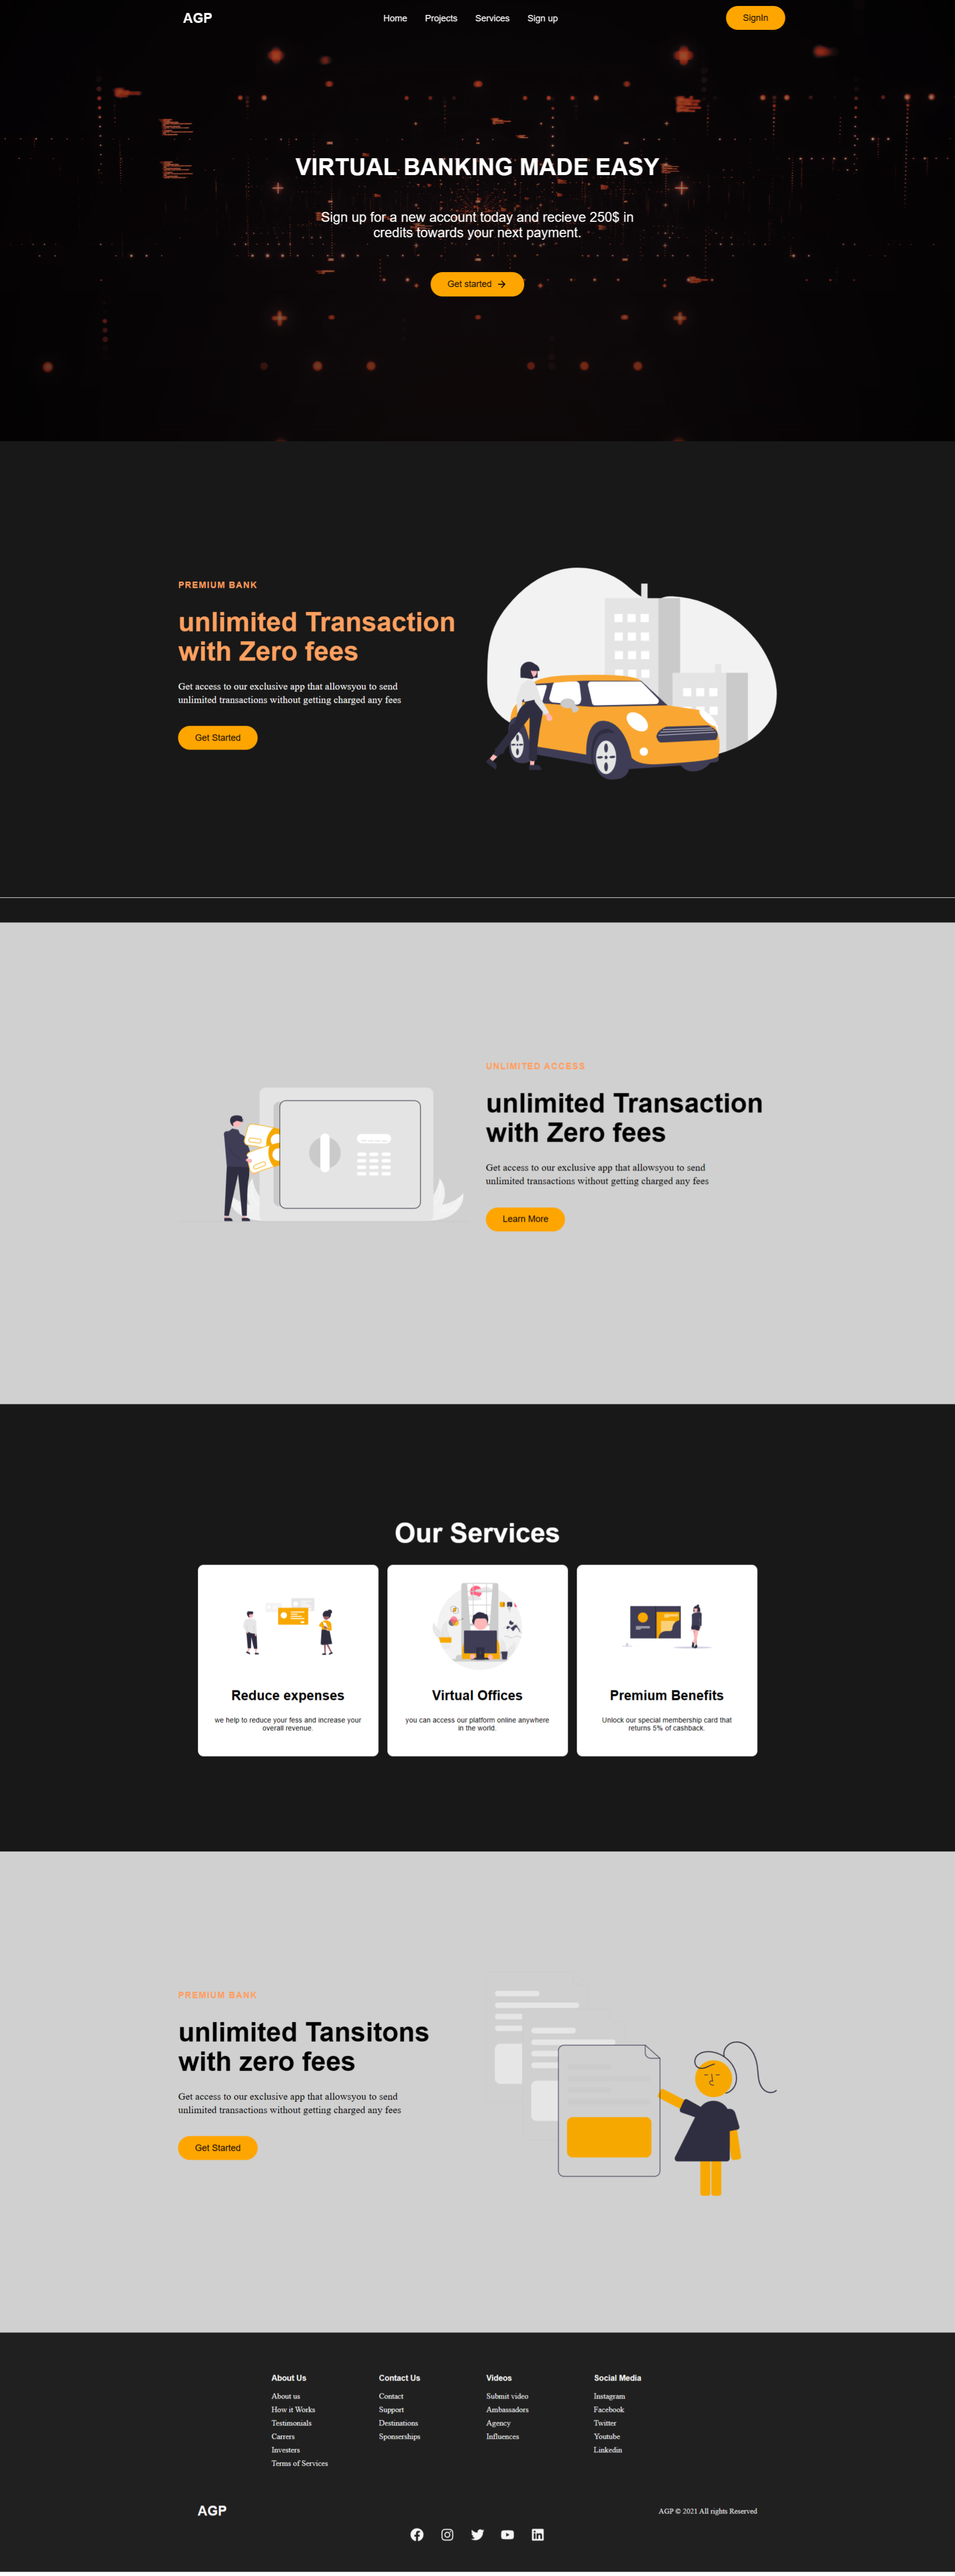 AGP
Home Projects Services Sign up
SignIn
VIRTUAL BANKING MADE EASY
Sign up for a new account today and recieve 250$ in
credits towards your next payment.
Get started
PREMIUM BANK
unlimited Transaction
with Zero fees
Get access to our exclusive app that allowsyou to send
unlimited transactions without getting charged any fees
Get Started
UNLIMITED ACCESS
unlimited Transaction
with Zero fees
Get access to our exclusive app that allowsyou to send
unlimited transactions without getting charged any fees
Learn More
Our Services
Reduce expenses
we help to reduce your fess and increase your
overall revenue.
Virtual Offices
you can access our platform online anywhere
in the world.
Premium Benefits
Unlock our special membership card that
returns 5% of cashback.
PREMIUM BANK
unlimited Tansitons
with zero fees
Get access to our exclusive app that allowsyou to send
unlimited transactions without getting charged any fees
Get Started
About Us
About us
How it Works
Testimonials
Carrers
Investers
Terms of Services
Contact Us
Contact
Support
Destinations
Sponserships
Videos
Submit video
Ambassadors
Agency
Influences
Social Media
Instagram
Facebook
Twitter
Youtube
Linkedin
AGP
AGP © 2021 All rights Reserved